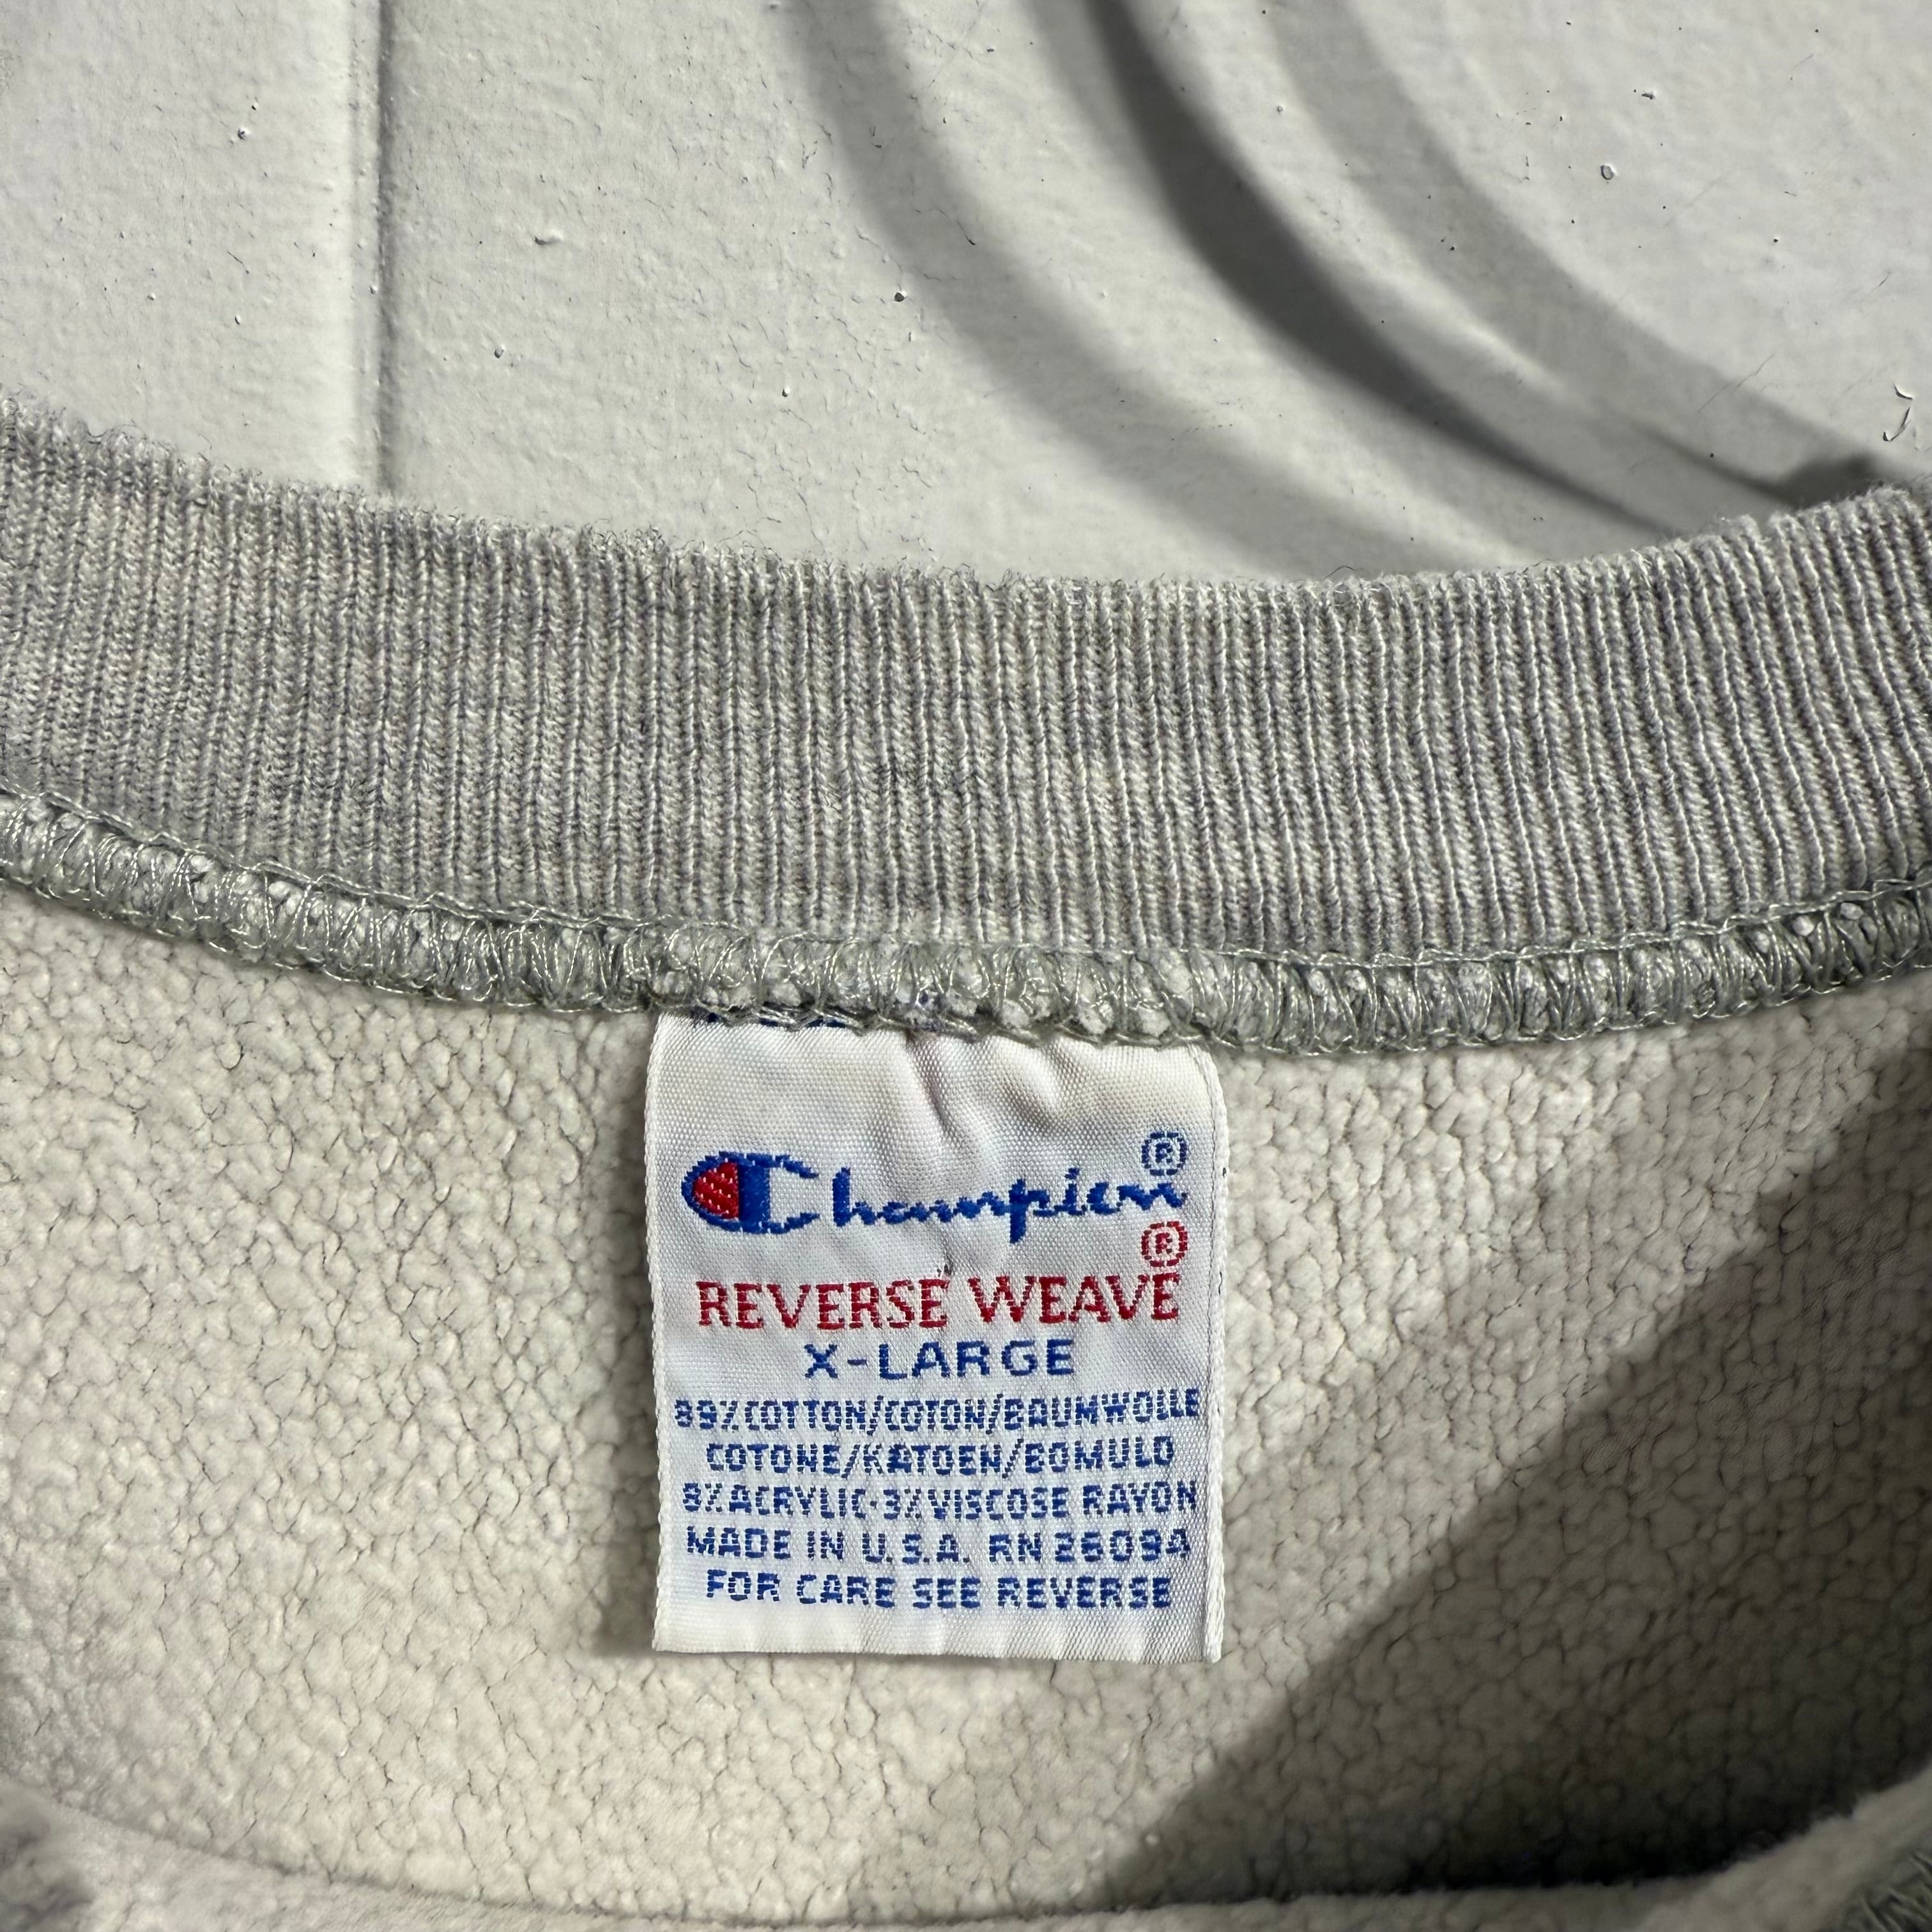 Champion®
®
REVERSE WEAVE
X-LARGE
89%COTTON/COTON/BAUMWOLLE
COTONE/KATOEN/BOMULD
8%ACRYLIC·3%VISCOSE RAYON
MADE IN U.S.A. RN 26094
FOR CARE SEE REVERSE